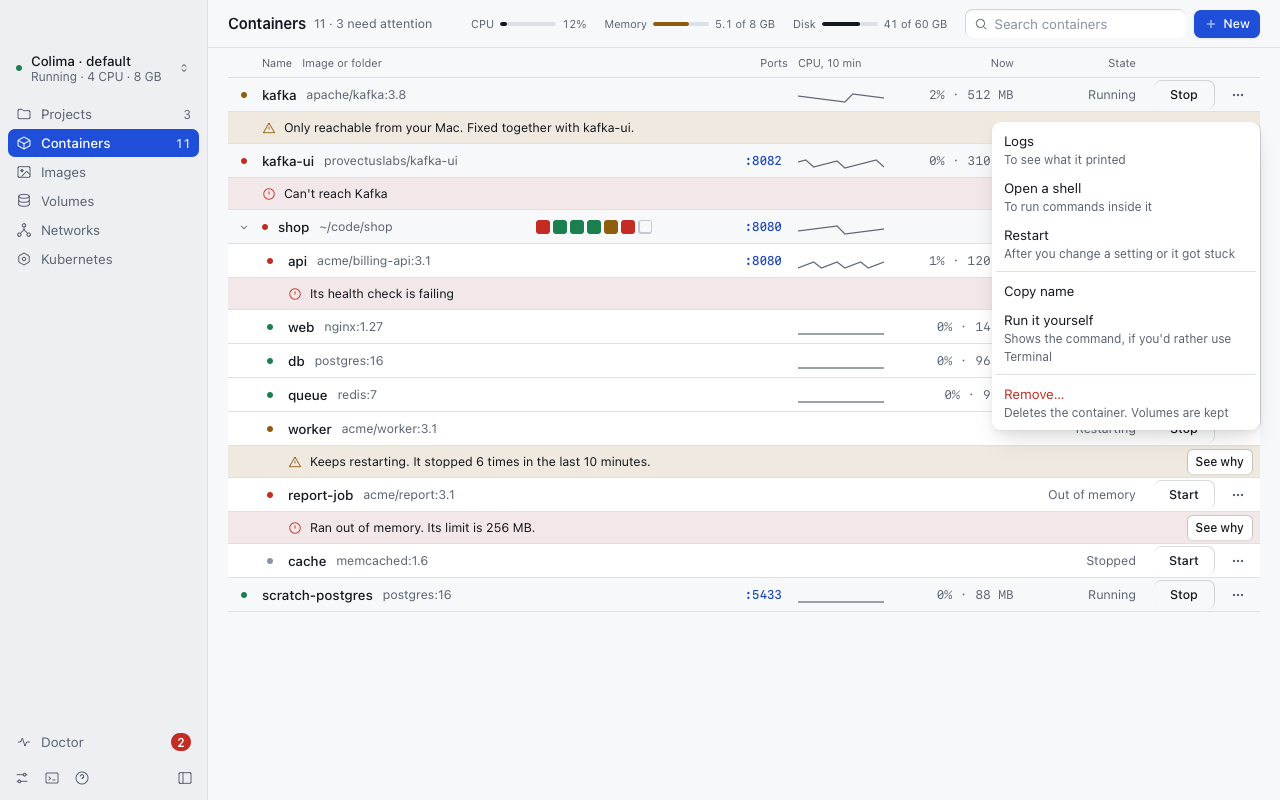 Containers 11 · 3 need attention CPU 12% Memory 5.1 of 8 GB Disk 41 of 60 GB Search containers New
Colima · default
Running · 4 CPU · 8 GB
Projects 3
Containers 11
Images
Volumes
Networks
Kubernetes
Doctor 2
Name Image or folder Ports CPU, 10 min Now State
kafka apache/kafka:3.8 2% · 512 MB Running Stop
Only reachable from your Mac. Fixed together with kafka-ui.
kafka-ui provectuslabs/kafka-ui :8082 0% · 310
Can't reach Kafka
shop ~/code/shop :8080
api acme/billing-api:3.1 :8080 1% · 120
Its health check is failing
web nginx:1.27 0% · 14
db postgres:16 0% · 96
queue redis:7 0% · 9
worker acme/worker:3.1 Restarting Stop
Keeps restarting. It stopped 6 times in the last 10 minutes. See why
report-job acme/report:3.1 Out of memory Start
Ran out of memory. Its limit is 256 MB. See why
cache memcached:1.6 Stopped Start
scratch-postgres postgres:16 :5433 0% · 88 MB Running Stop
Logs
To see what it printed
Open a shell
To run commands inside it
Restart
After you change a setting or it got stuck
Copy name
Run it yourself
Shows the command, if you'd rather use
Terminal
Remove…
Deletes the container. Volumes are kept